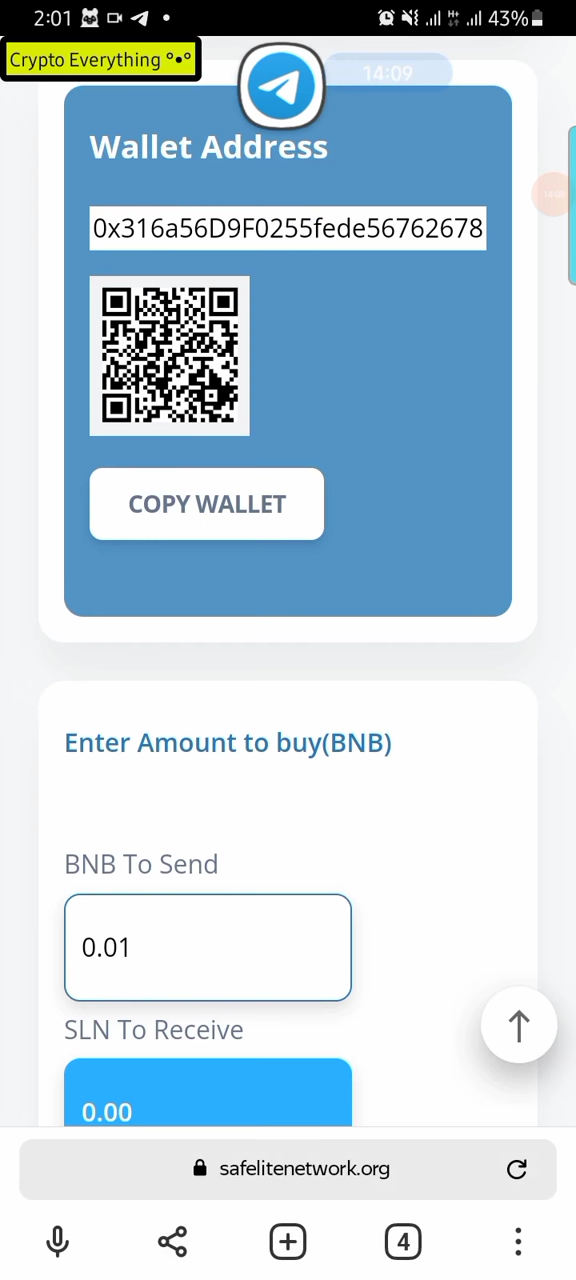 2:01
43%
Crypto Everything °•°
14:09
Wallet Address
0x316a56D9F0255fede56762678
COPY WALLET
Enter Amount to buy(BNB)
BNB To Send
0.01
SLN To Receive
0.00
safelitenetwork.org
4